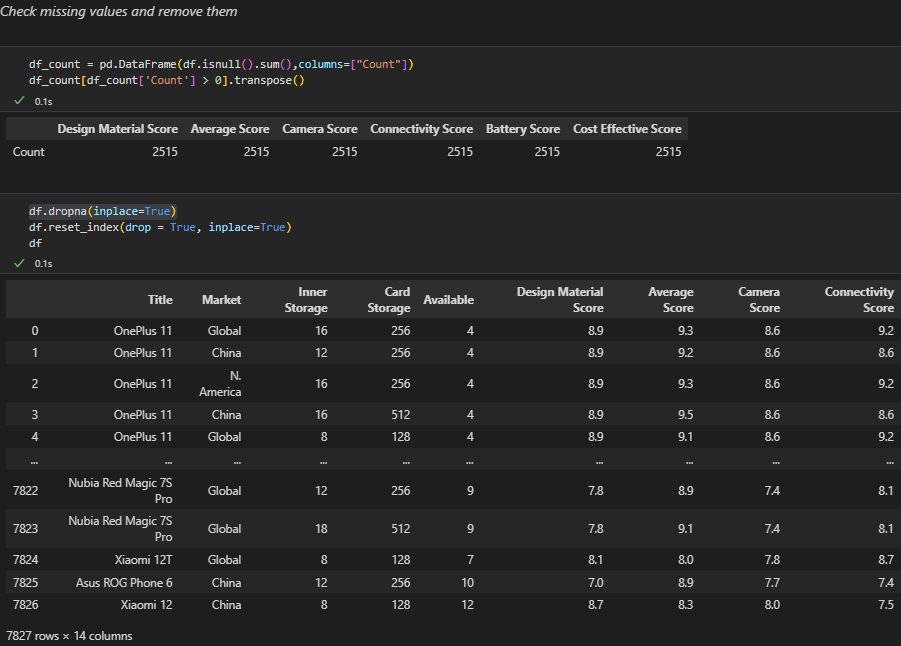 Check missing values and remove them
df_count = pd.DataFrame(df.isnull().sum(),columns=["Count"])
df_count[df_count['Count'] > 0].transpose()
0.1s
Design Material Score Average Score Camera Score Connectivity Score Battery Score Cost Effective Score
Count 2515 2515 2515 2515 2515 2515
df.dropna(inplace=True)
df.reset_index(drop = True, inplace=True)
df
0.1s
Title Market Inner Storage Card Storage Available Design Material Score Average Score Camera Score Connectivity Score
0 OnePlus 11 Global 16 256 4 8.9 9.3 8.6 9.2
1 OnePlus 11 China 12 256 4 8.9 9.2 8.6 8.6
2 OnePlus 11 N. America 16 256 4 8.9 9.3 8.6 9.2
3 OnePlus 11 China 16 512 4 8.9 9.5 8.6 8.6
4 OnePlus 11 Global 8 128 4 8.9 9.1 8.6 9.2
... ... ... ... ... ... ... ... ... ...
7822 Nubia Red Magic 7S Pro Global 12 256 9 7.8 8.9 7.4 8.1
7823 Nubia Red Magic 7S Pro Global 18 512 9 7.8 9.1 7.4 8.1
7824 Xiaomi 12T Global 8 128 7 8.1 8.0 7.8 8.7
7825 Asus ROG Phone 6 China 12 256 10 7.0 8.9 7.7 7.4
7826 Xiaomi 12 China 8 128 12 8.7 8.3 8.0 7.5
7827 rows × 14 columns